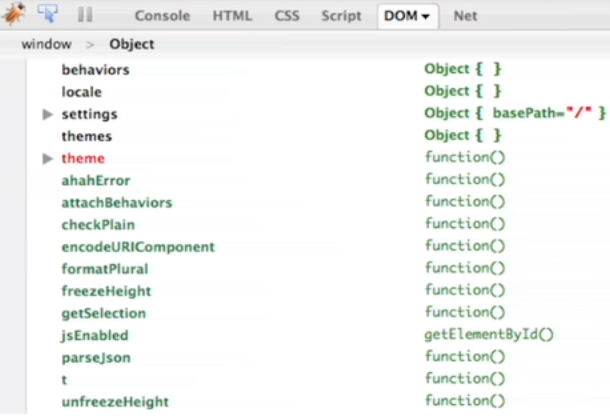 Console HTML CSS Script DOM Net
window > Object
behaviors Object { }
locale Object { }
settings Object { basePath="/" }
themes Object { }
theme function()
ahahError function()
attachBehaviors function()
checkPlain function()
encodeURIComponent function()
formatPlural function()
freezeHeight function()
getSelection function()
jsEnabled getElementById()
parseJson function()
t function()
unfreezeHeight function()